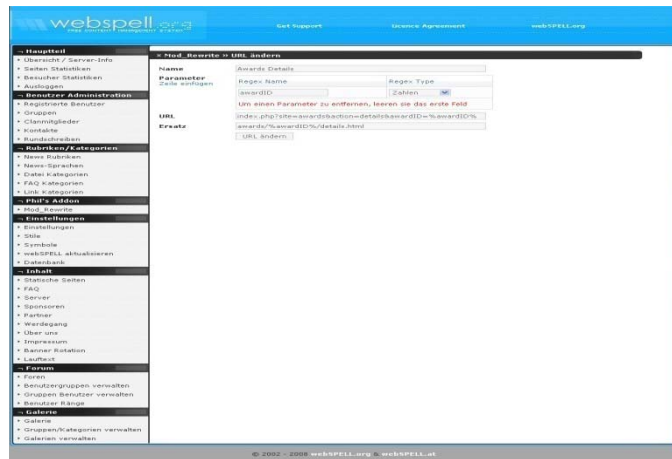 webspell.org
FREE CONTENT MANAGEMENT SYSTEM
Get Support
Licence Agreement
webSPELL.org
Hauptteil
Übersicht / Server-Info
Seiten Statistiken
Besucher Statistiken
Ausloggen
Benutzer Administration
Registrierte Benutzer
Gruppen
Clanmitglieder
Kontakte
Rundschreiben
Rubriken/Kategorien
News Rubriken
News-Sprachen
Datei Kategorien
FAQ Kategorien
Link Kategorien
Phil's Addon
Mod_Rewrite
Einstellungen
Einstellungen
Stile
Symbole
webSPELL aktualisieren
Datenbank
Inhalt
Statische Seiten
FAQ
Server
Sponsoren
Partner
Werdegang
Über uns
Impressum
Banner Rotation
Lauftext
Forum
Foren
Benutzergruppen verwalten
Gruppen Benutzer verwalten
Benutzer Ränge
Galerie
Galerie
Gruppen/Kategorien verwalten
Galerien verwalten
× Mod_Rewrite » URL ändern
Name Awards Details
Parameter
Zeile einfügen
Regex Name Regex Type
awardID Zahlen
Um einen Parameter zu entfernen, leeren sie das erste Feld
URL index.php?site=awards&action=details&awardID=%awardID%
Ersatz awards/%awardID%/details.html
URL ändern
© 2002 - 2008 webSPELL.org & webSPELL.at